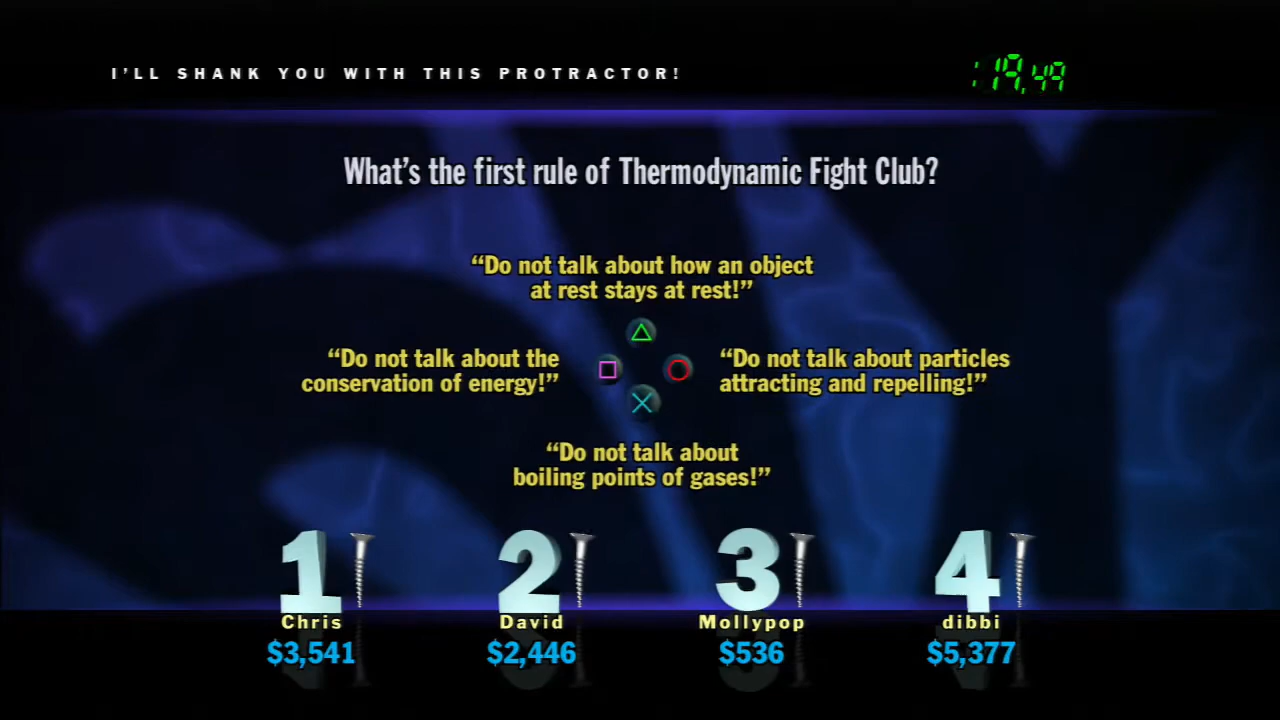 I'LL SHANK YOU WITH THIS PROTRACTOR!
:19.49
What's the first rule of Thermodynamic Fight Club?
“Do not talk about how an object
at rest stays at rest!”
“Do not talk about the
conservation of energy!”
“Do not talk about particles
attracting and repelling!”
“Do not talk about
boiling points of gases!”
1
Chris
$3,541
2
David
$2,446
3
Mollypop
$536
4
dibbi
$5,377